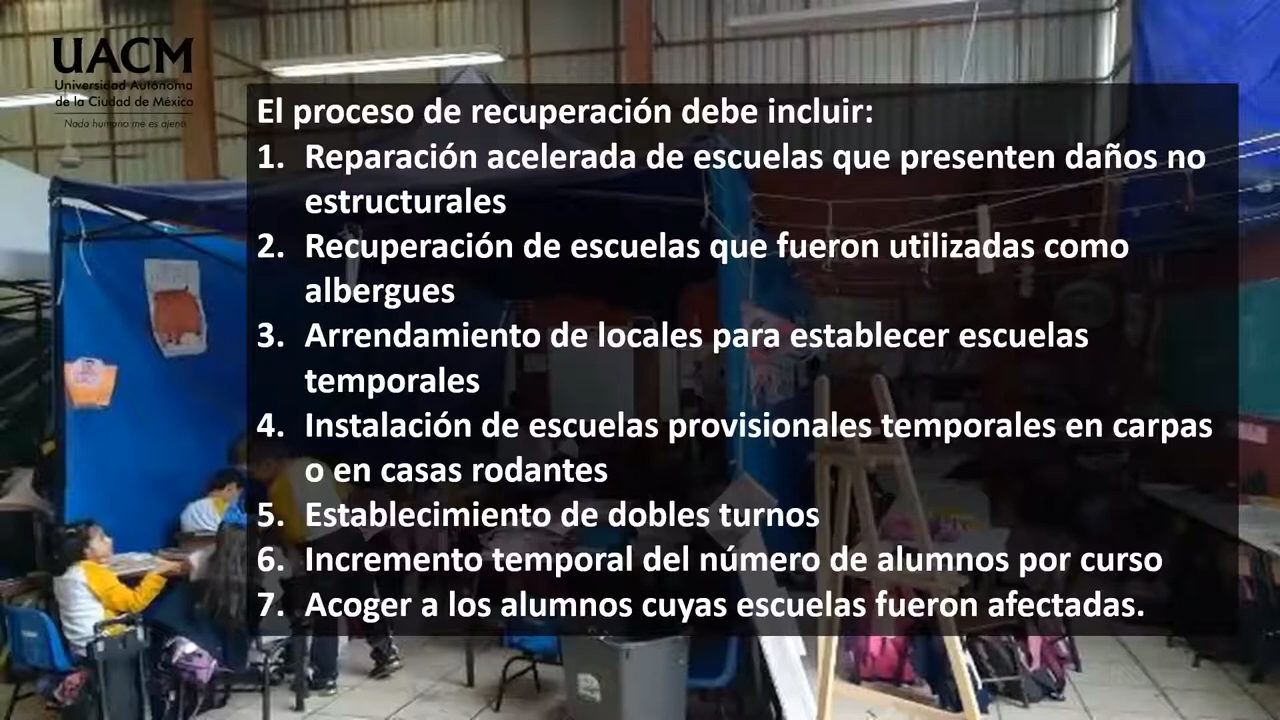 UACM
Universidad Autónoma
de la Ciudad de México
Nada humano me es ajeno
El proceso de recuperación debe incluir:
1. Reparación acelerada de escuelas que presenten daños no
estructurales
2. Recuperación de escuelas que fueron utilizadas como
albergues
3. Arrendamiento de locales para establecer escuelas
temporales
4. Instalación de escuelas provisionales temporales en carpas
o en casas rodantes
5. Establecimiento de dobles turnos
6. Incremento temporal del número de alumnos por curso
7. Acoger a los alumnos cuyas escuelas fueron afectadas.